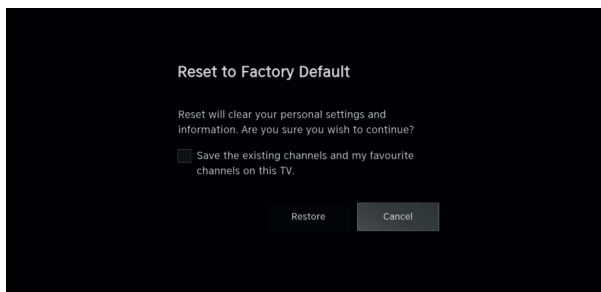 Reset to Factory Default
Reset will clear your personal settings and
information. Are you sure you wish to continue?
Save the existing channels and my favourite
channels on this TV.
Restore
Cancel